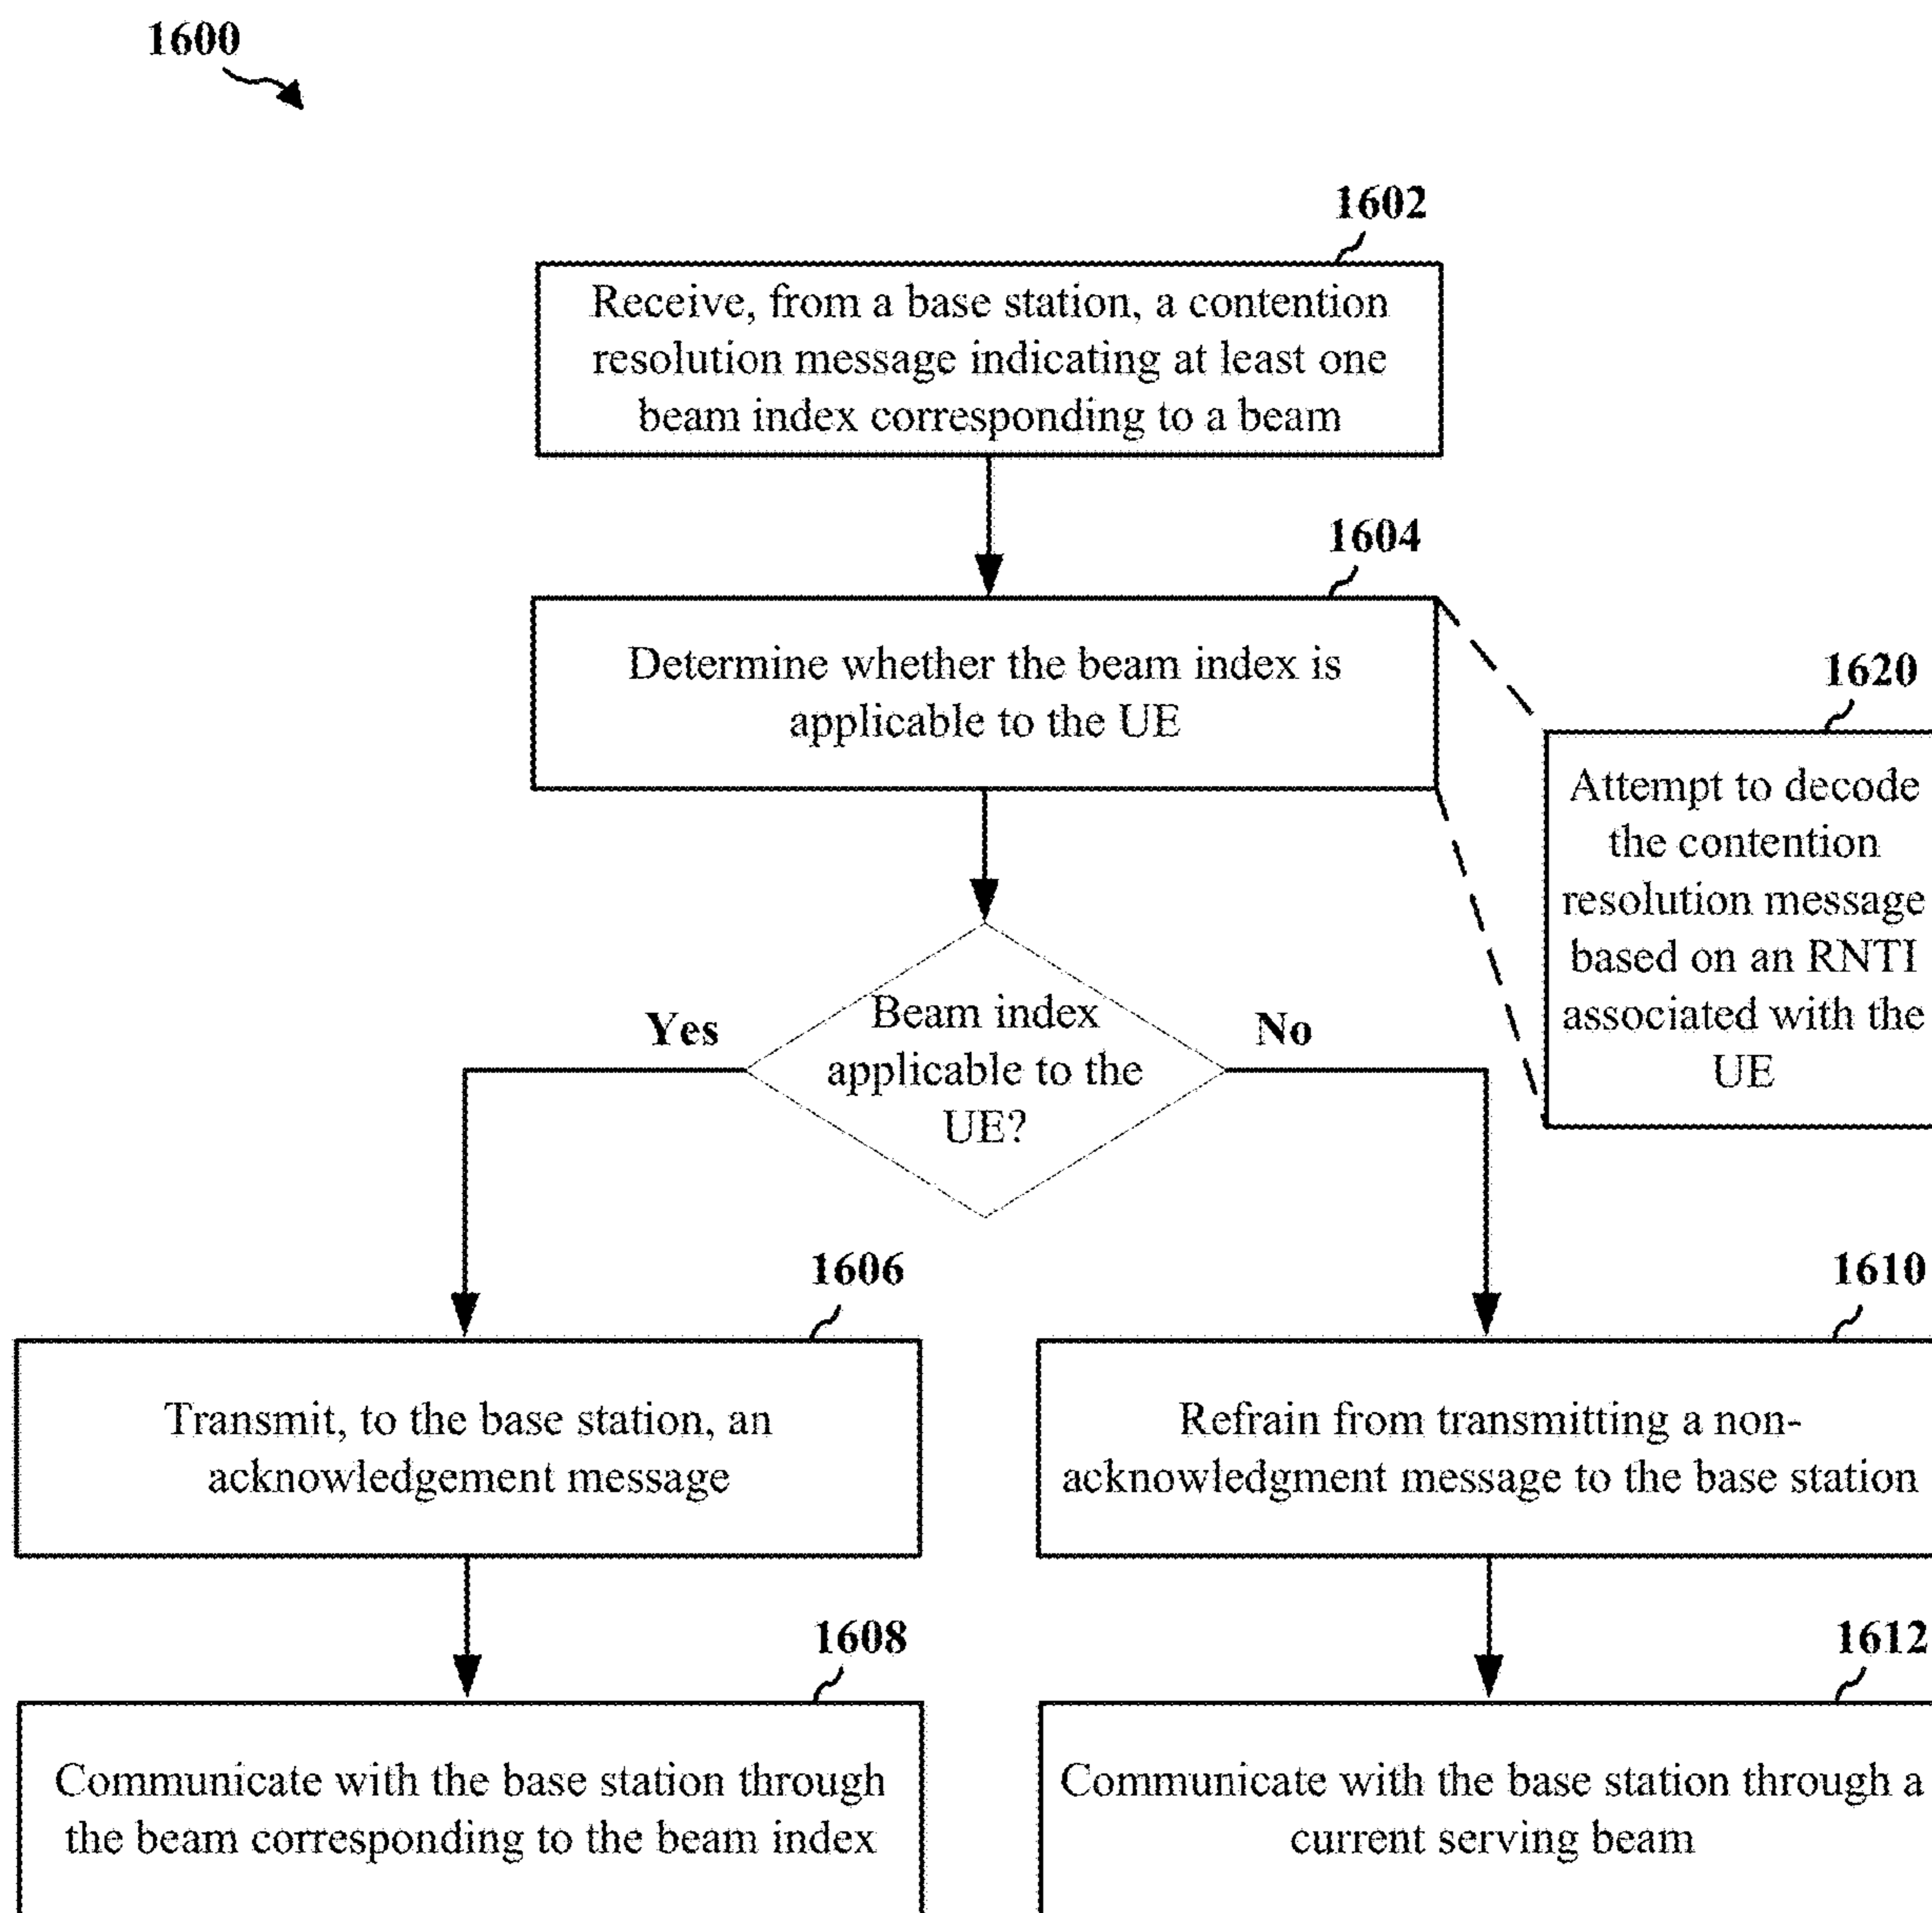 1600
1602
Receive, from a base station, a contention
resolution message indicating at least one
beam index corresponding to a beam
1604
Determine whether the beam index is
applicable to the UE
1620
Attempt to decode
the contention
resolution message
based on an RNTI
associated with the
UE
Beam index
applicable to the
UE?
Yes
No
1606
Transmit, to the base station, an
acknowledgement message
1610
Refrain from transmitting a non-
acknowledgment message to the base station
1608
Communicate with the base station through
the beam corresponding to the beam index
1612
Communicate with the base station through a
current serving beam